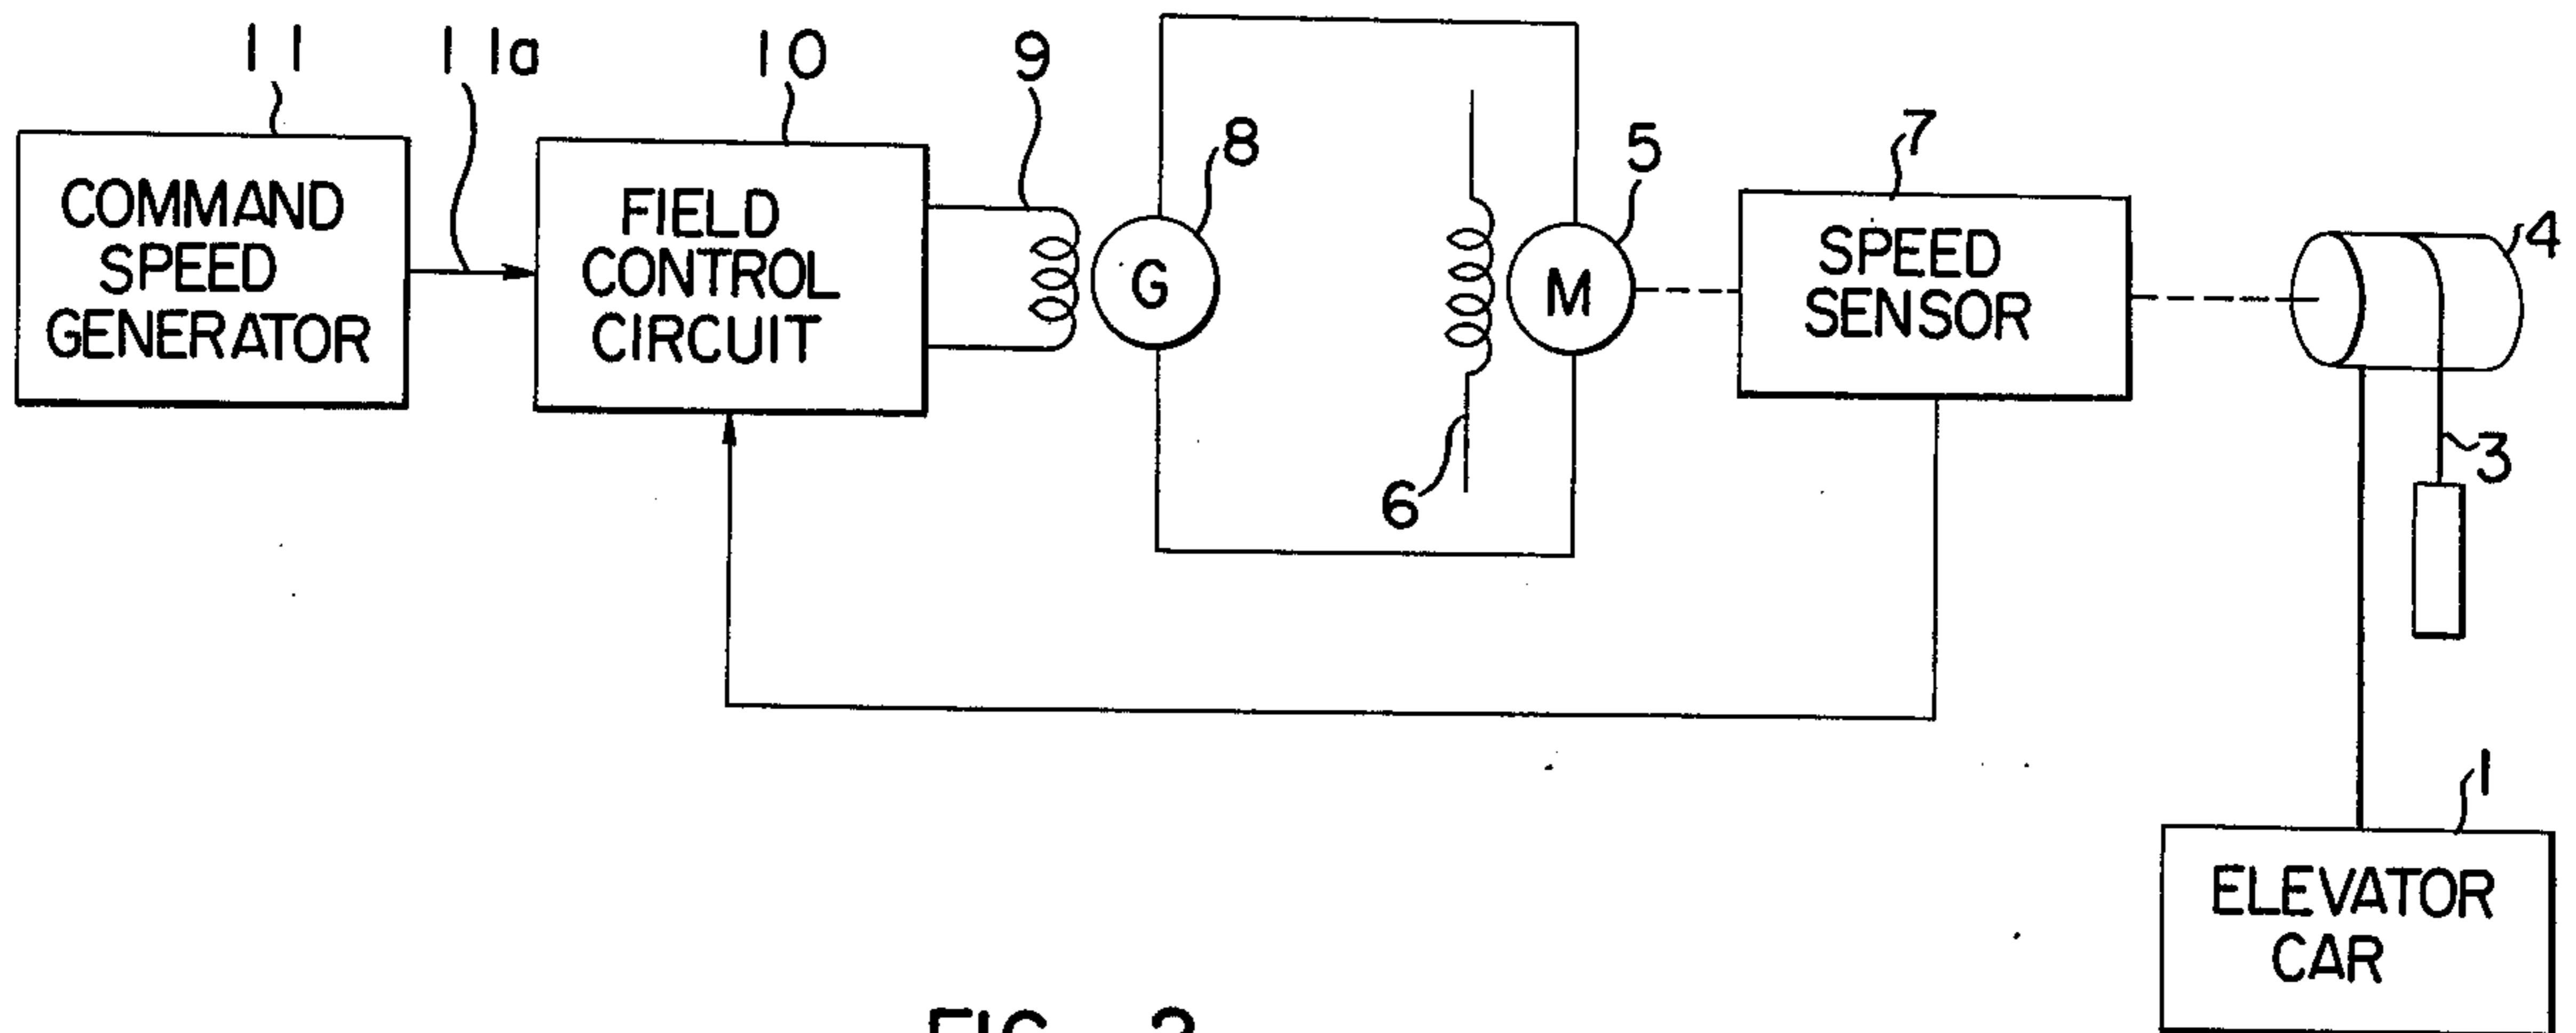 11
11a
10
9
8
5
7
4
COMMAND
SPEED
GENERATOR
FIELD
CONTROL
CIRCUIT
G
M
SPEED
SENSOR
6
3
1
ELEVATOR
CAR